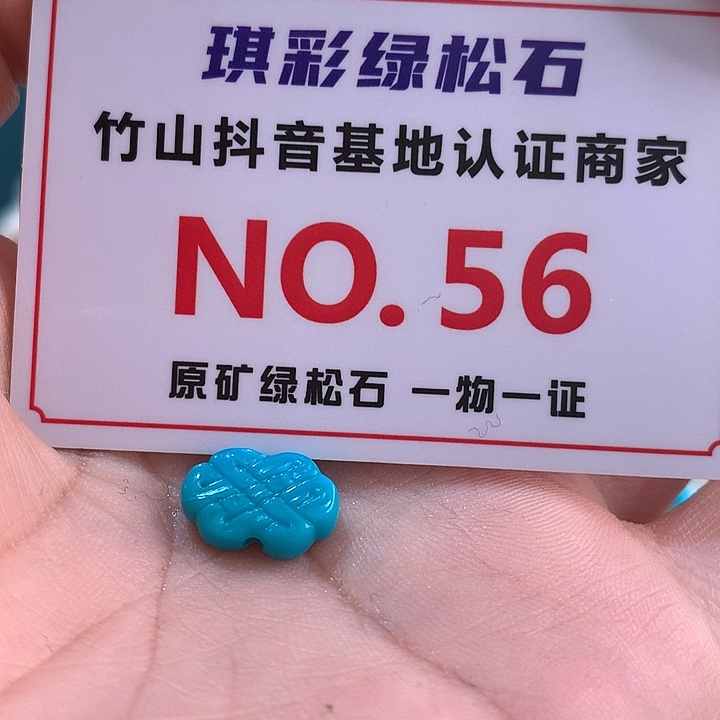 琪彩绿松石
竹山抖音基地认证商家
NO.56
原矿绿松石 一物一证